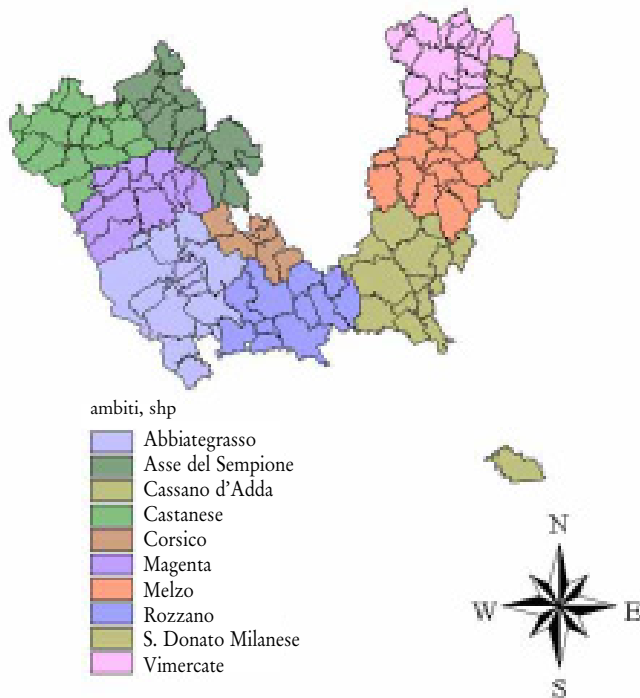 ambiti, shp
Abbiategrasso
Asse del Sempione
Cassano d'Adda
Castanese
Corsico
Magenta
Melzo
Rozzano
S. Donato Milanese
Vimercate
N
W E
S